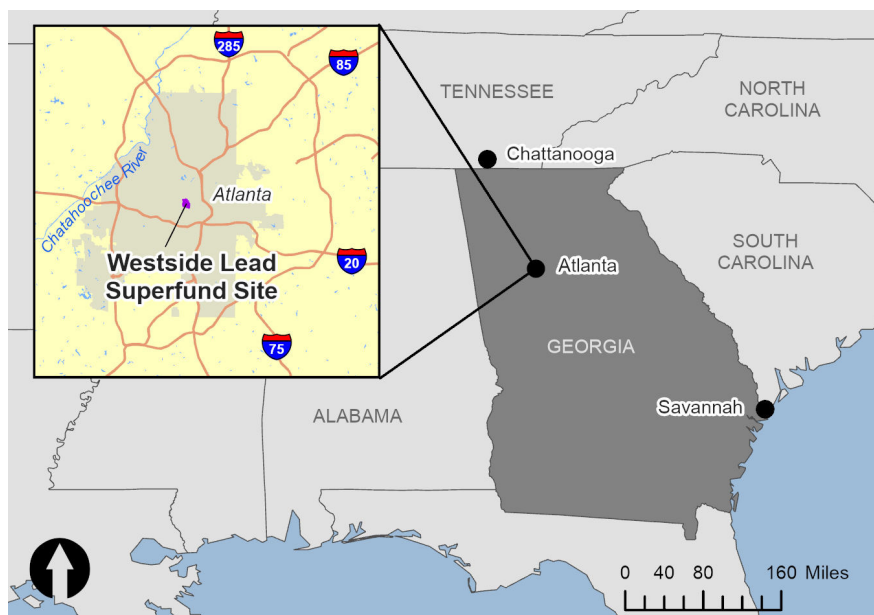 285
85
Chatahoochee River
Atlanta
Westside Lead
Superfund Site
20
75
TENNESSEE
NORTH
CAROLINA
Chattanooga
SOUTH
CAROLINA
Atlanta
GEORGIA
Savannah
ALABAMA
0 40 80 160 Miles